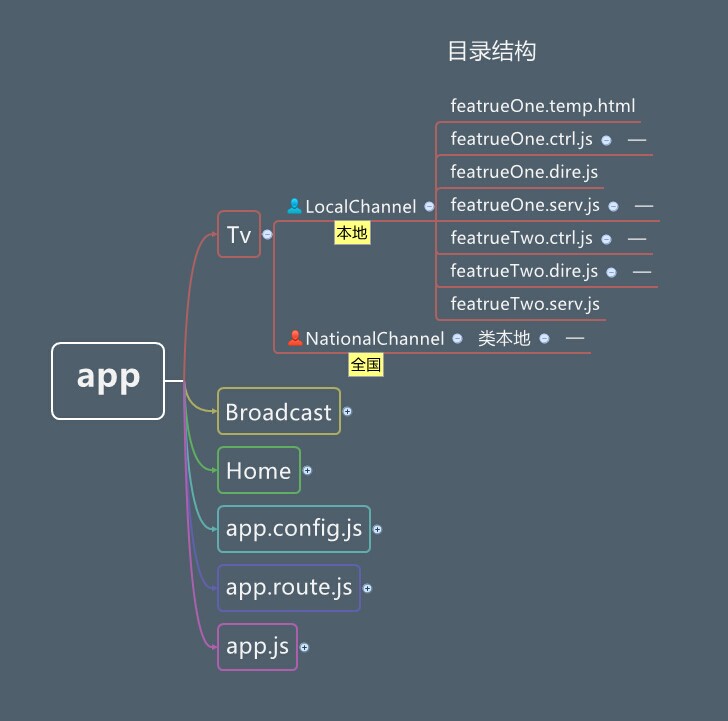 目录结构
featrueOne.temp.html
featrueOne.ctrl.js
featrueOne.dire.js
LocalChannel
featrueOne.serv.js
Tv
本地
featrueTwo.ctrl.js
featrueTwo.dire.js
featrueTwo.serv.js
NationalChannel
类本地
全国
app
Broadcast
Home
app.config.js
app.route.js
app.js